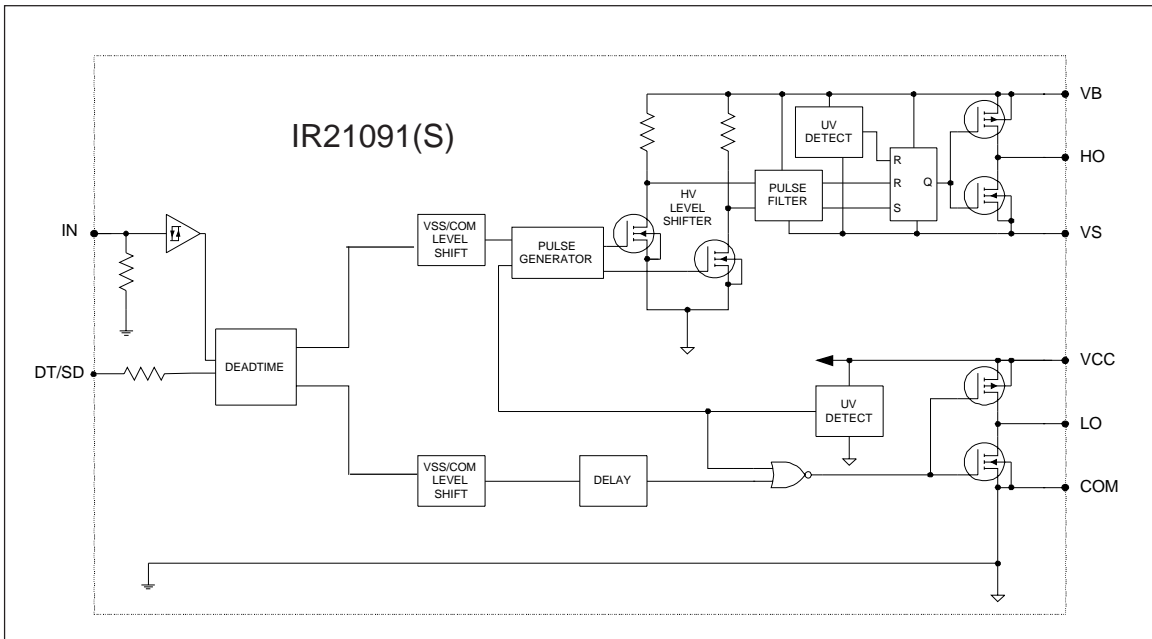 IR21091(S)
VB
UV
DETECT
R
R
Q
S
HO
PULSE
FILTER
HV
LEVEL
SHIFTER
IN
VSS/COM
LEVEL
SHIFT
PULSE
GENERATOR
VS
DT/SD
DEADTIME
VCC
UV
DETECT
LO
VSS/COM
LEVEL
SHIFT
DELAY
COM